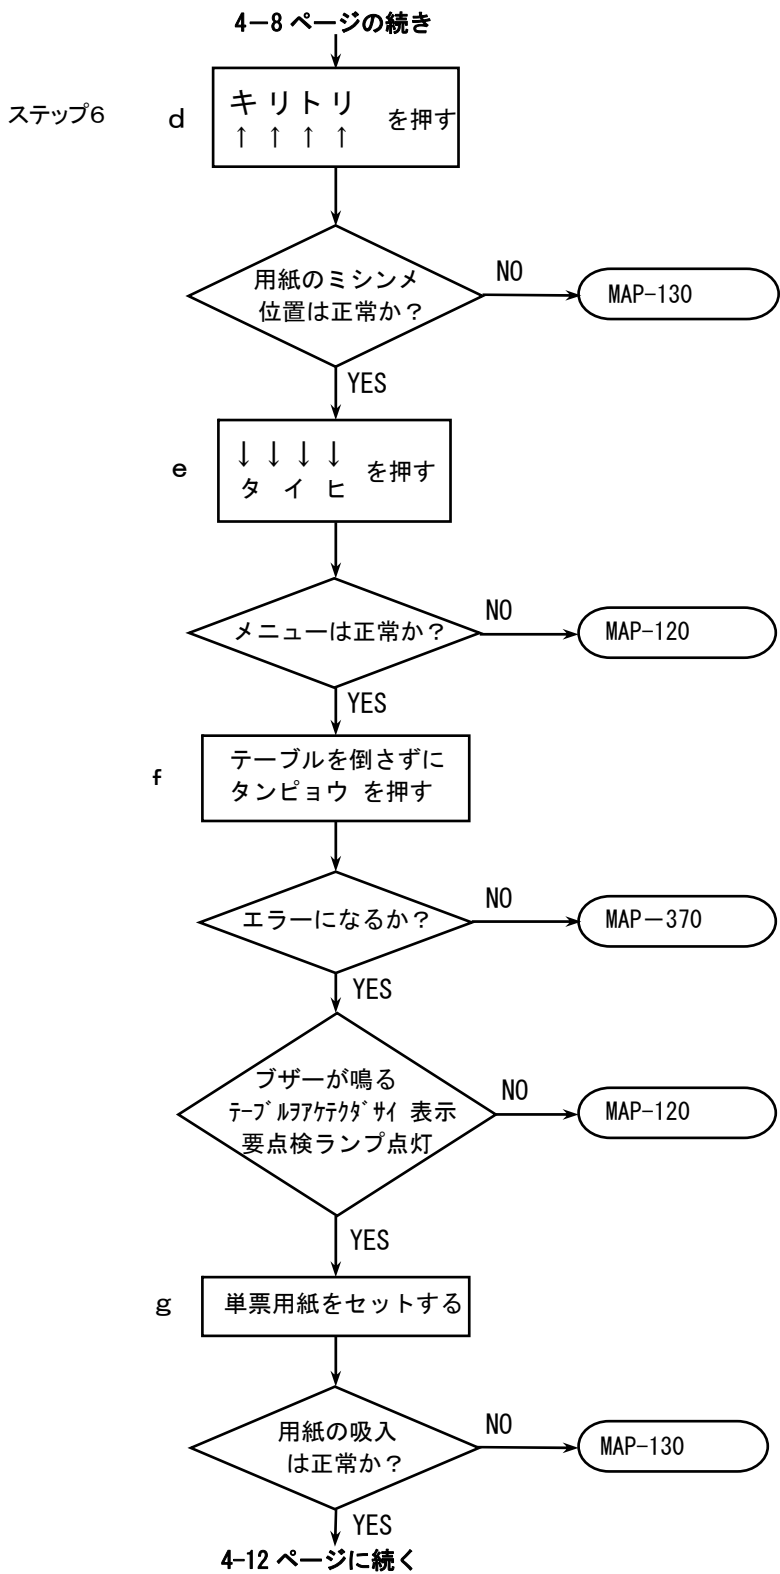 4－8 ページの続き
ステップ6
d
キ リ ト リ を押す
↑ ↑ ↑ ↑
用紙のミシンメ
位置は正常か？
NO
MAP-130
YES
e
↓ ↓ ↓ ↓ を押す
タ イ ヒ
メニューは正常か？
NO
MAP-120
YES
f
テーブルを倒さずに
タンピョウ を押す
エラーになるか？
NO
MAP－370
YES
ブザーが鳴る
ﾃｰﾌﾞﾙｦｱｹﾃｸﾀﾞｻｲ 表示
要点検ランプ点灯
NO
MAP-120
YES
g
単票用紙をセットする
用紙の吸入
は正常か？
NO
MAP-130
YES
4-12 ページに続く